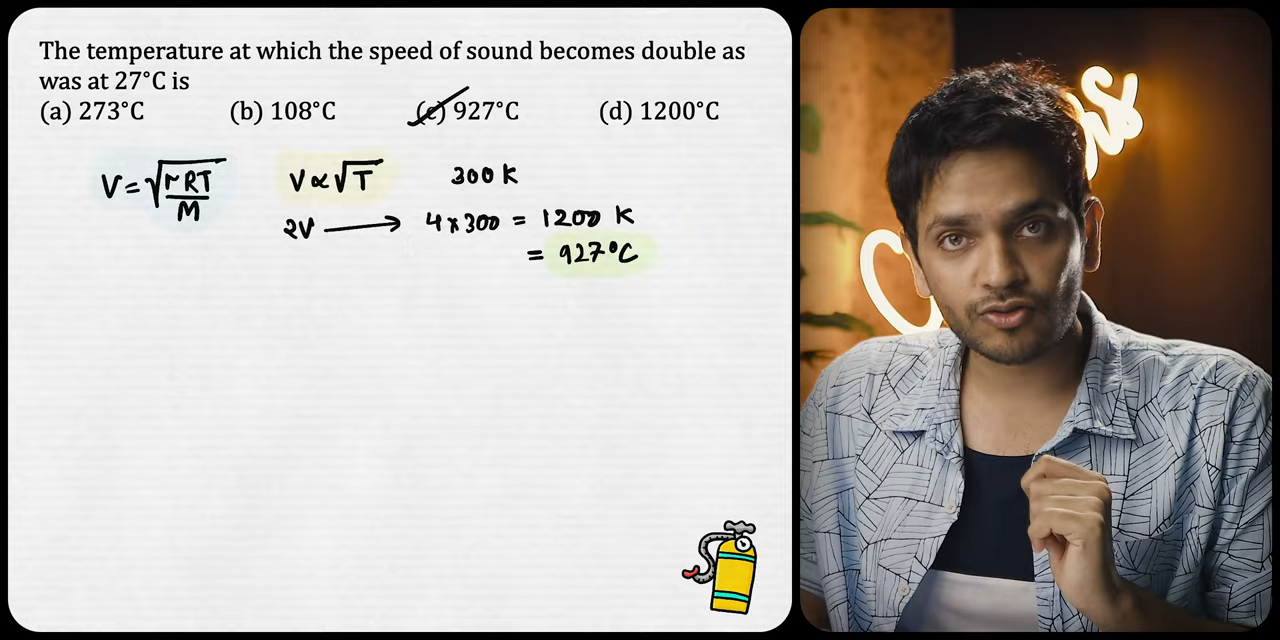 The temperature at which the speed of sound becomes double as
was at 27°C is
(a) 273°C (b) 108°C (c) 927°C (d) 1200°C
V = √(rRT/M) V ∝ √T 300 K
2V ⟶ 4 x 300 = 1200 K
= 927°C